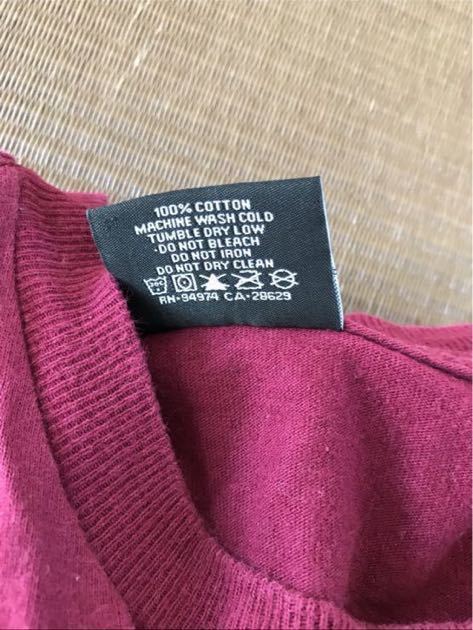 100% COTTON
MACHINE WASH COLD
TUMBLE DRY LOW
·DO NOT BLEACH
DO NOT IRON
DO NOT DRY CLEAN
RN·94974 CA·28629